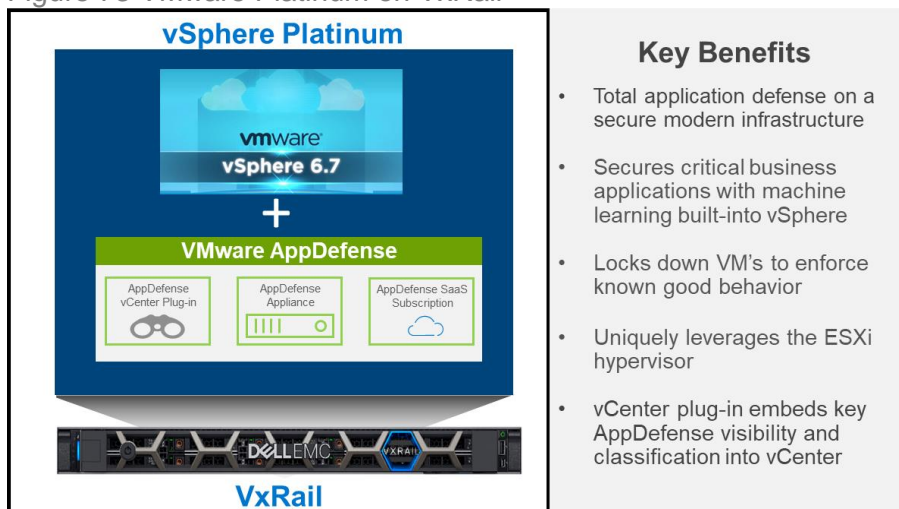 vSphere Platinum
vmware
vSphere 6.7
+
VMware AppDefense
AppDefense
vCenter Plug-in
AppDefense
Appliance
AppDefense SaaS
Subscription
DELLEMC
VXRAIL
VxRail
Key Benefits
• Total application defense on a
secure modern infrastructure
• Secures critical business
applications with machine
learning built-into vSphere
• Locks down VM's to enforce
known good behavior
• Uniquely leverages the ESXi
hypervisor
• vCenter plug-in embeds key
AppDefense visibility and
classification into vCenter